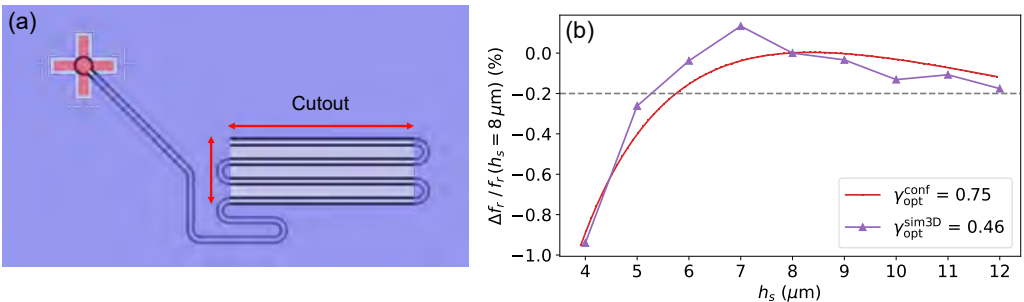 (a)
Cutout
(b)
Δf_r / f_r (h_s = 8 μm) (%)
0.0
−0.2
−0.4
−0.6
−0.8
−1.0
γ_opt^conf = 0.75
γ_opt^sim3D = 0.46
4 5 6 7 8 9 10 11 12
h_s (μm)